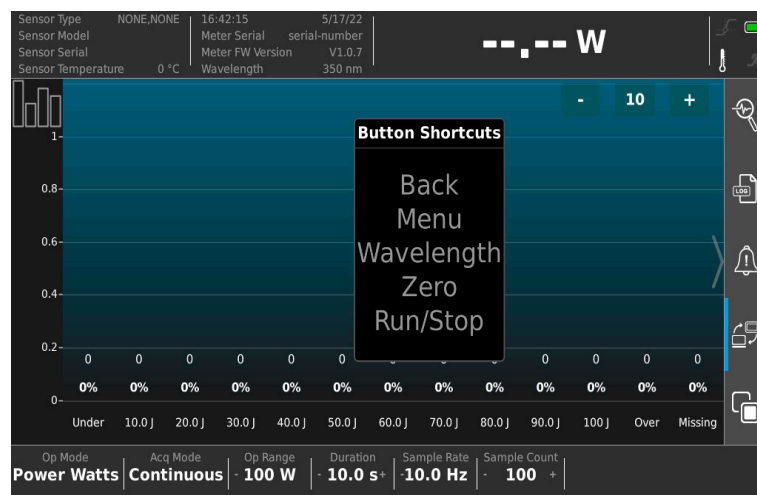 Sensor Type NONE,NONE
Sensor Model
Sensor Serial
Sensor Temperature 0 °C
16:42:15 5/17/22
Meter Serial serial-number
Meter FW Version V1.0.7
Wavelength 350 nm
--.-- W
- 10 +
Button Shortcuts
Back
Menu
Wavelength
Zero
Run/Stop
LOG
1
0.8
0.6
0.4
0.2
0
0 0 0 0 0 0 0 0 0 0
0% 0% 0% 0% 0% 0% 0% 0% 0% 0% 0% 0% 0%
Under 10.0 J 20.0 J 30.0 J 40.0 J 50.0 J 60.0 J 70.0 J 80.0 J 90.0 J 100 J Over Missing
Op Mode Acq Mode Op Range Duration Sample Rate Sample Count
Power Watts Continuous - 100 W - 10.0 s + - 10.0 Hz - 100 +